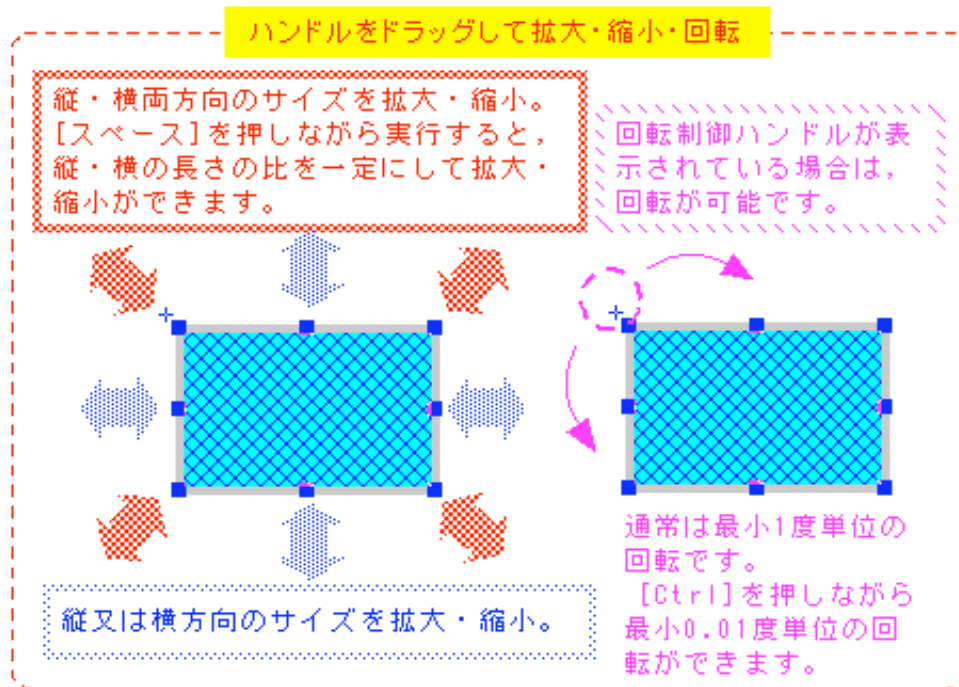 ハンドルをドラッグして拡大・縮小・回転
縦・横両方向のサイズを拡大・縮小。
[スペース]を押しながら実行すると,
縦・横の長さの比を一定にして拡大・
縮小ができます。
回転制御ハンドルが表
示されている場合は,
回転が可能です。
縦又は横方向のサイズを拡大・縮小。
通常は最小1度単位の
回転です。
[Ctrl]を押しながら
最小0.01度単位の回
転ができます。